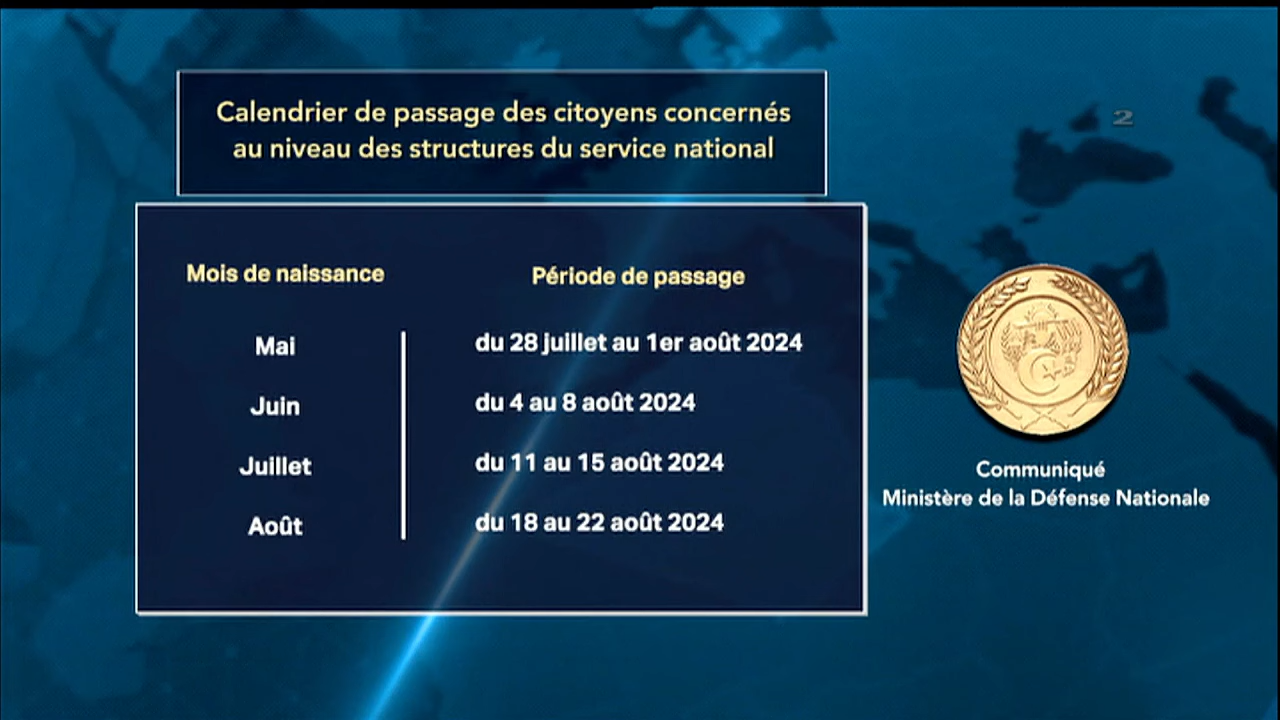 Calendrier de passage des citoyens concernés
au niveau des structures du service national
2
Mois de naissance Période de passage
Mai du 28 juillet au 1er août 2024
Juin du 4 au 8 août 2024
Juillet du 11 au 15 août 2024
Août du 18 au 22 août 2024
Communiqué
Ministère de la Défense Nationale